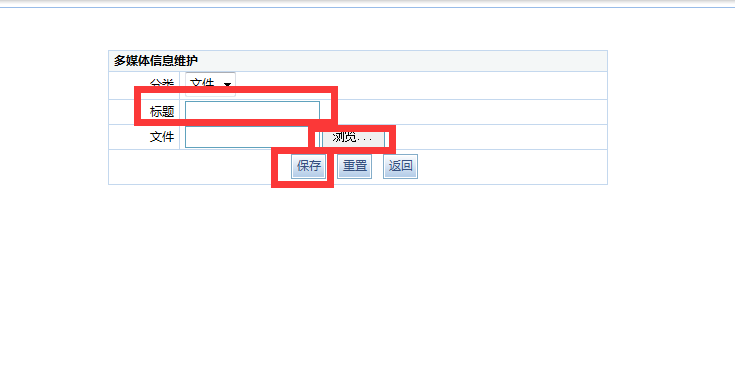 多媒体信息维护
分类 文件
标题
文件 浏览...
保存 重置 返回